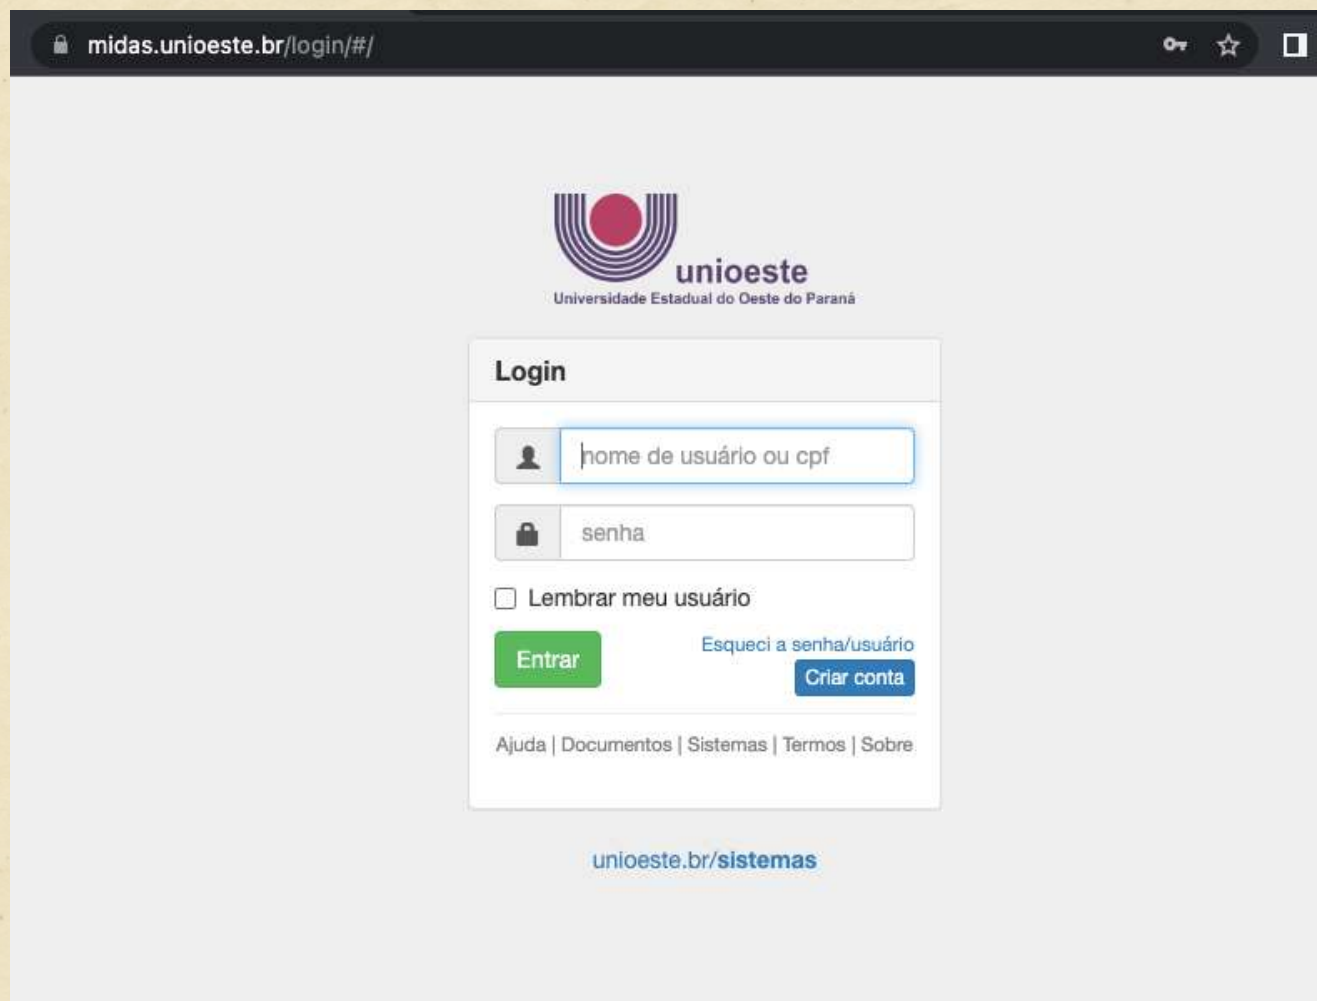 midas.unioeste.br/login/#/
unioeste
Universidade Estadual do Oeste do Paraná
Login
nome de usuário ou cpf
senha
Lembrar meu usuário
Entrar
Esqueci a senha/usuário
Criar conta
Ajuda | Documentos | Sistemas | Termos | Sobre
unioeste.br/sistemas